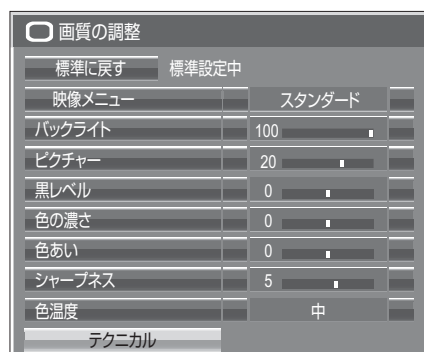 画質の調整
標準に戻す 標準設定中
映像メニュー スタンダード
バックライト 100
ピクチャー 20
黒レベル 0
色の濃さ 0
色あい 0
シャープネス 5
色温度 中
テクニカル